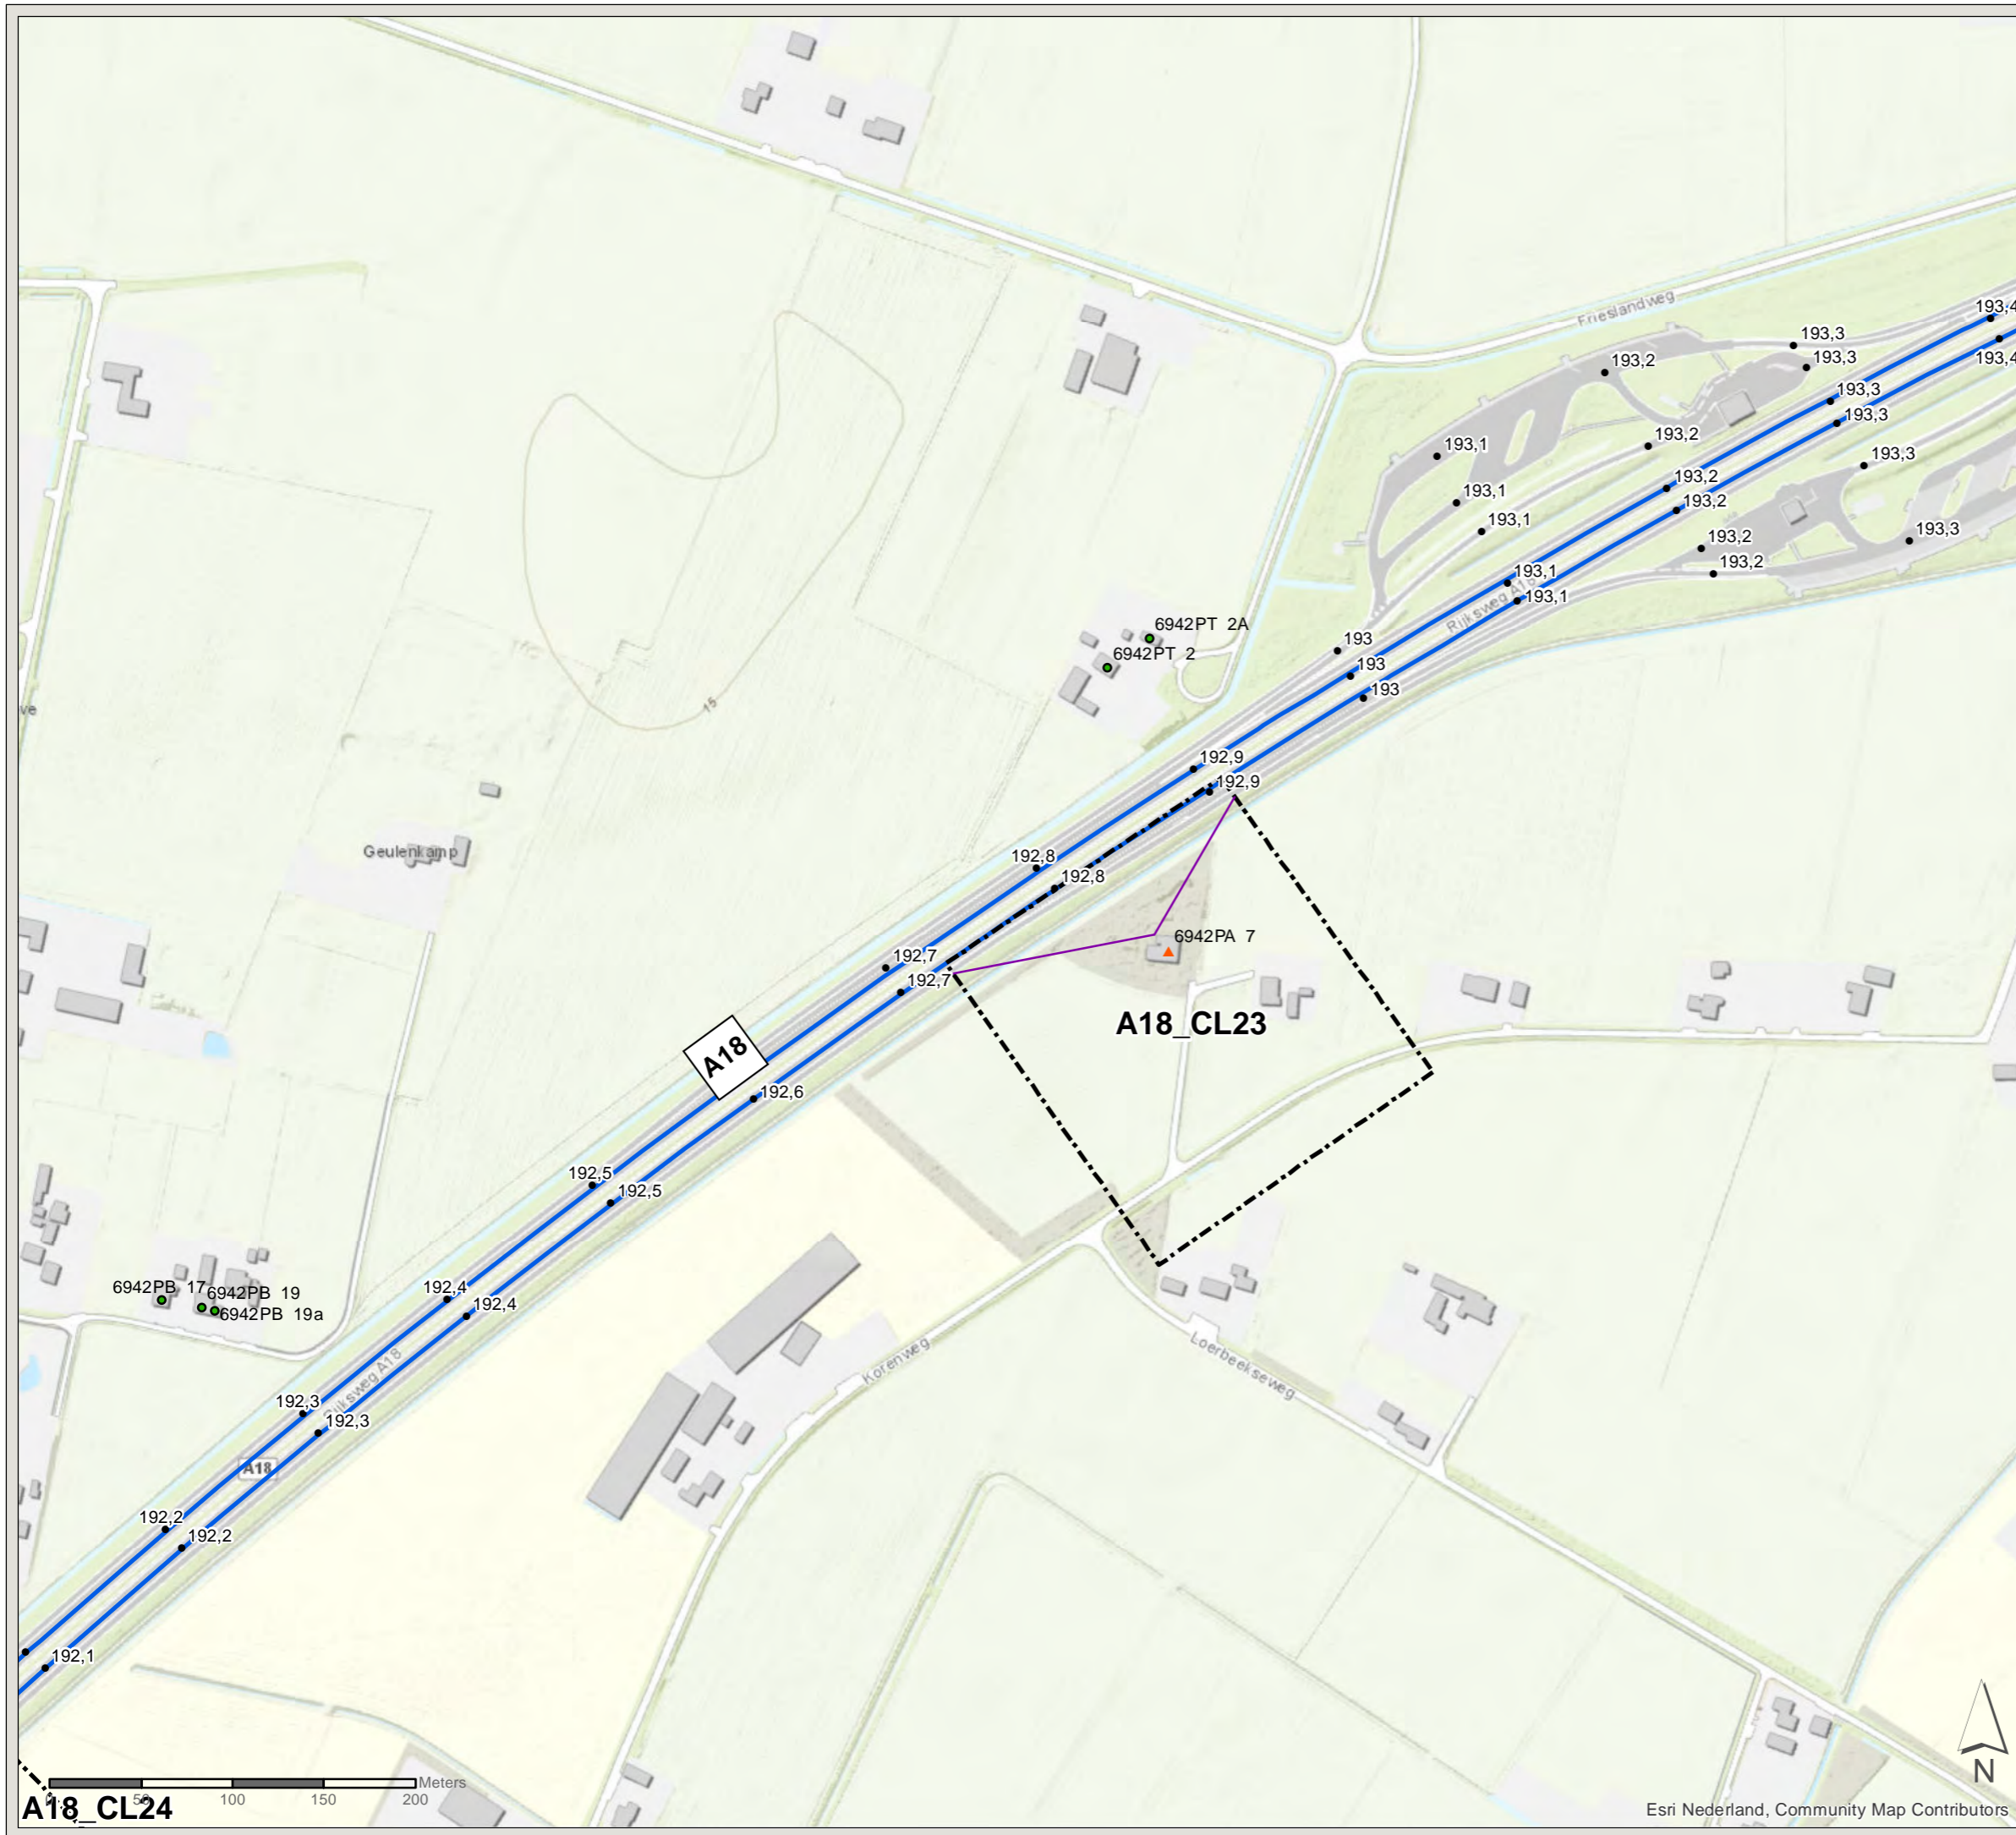 Frieslandweg
193,4
193,3
193,4
193,3
193,2
193,3
193,3
193,1
193,2
193,3
193,2
193,1
193,2
193,1
193,3
193,2
193,2
193,1
Rijksweg A18
193,1
6942PT 2A
193
6942PT 2
193
193
15
ve
192,9
192,9
Geulenkamp
192,8
192,8
6942PA 7
192,7
192,7
A18_CL23
A18
192,6
192,5
192,5
6942PB 17
6942PB 19
6942PB 19a
192,4
192,4
Korenweg
Loerbeekseweg
Rijksweg A18
192,3
192,3
A18
192,2
192,2
192,1
N
Meters
0 50 100 150 200
A18_CL24
Esri Nederland, Community Map Contributors